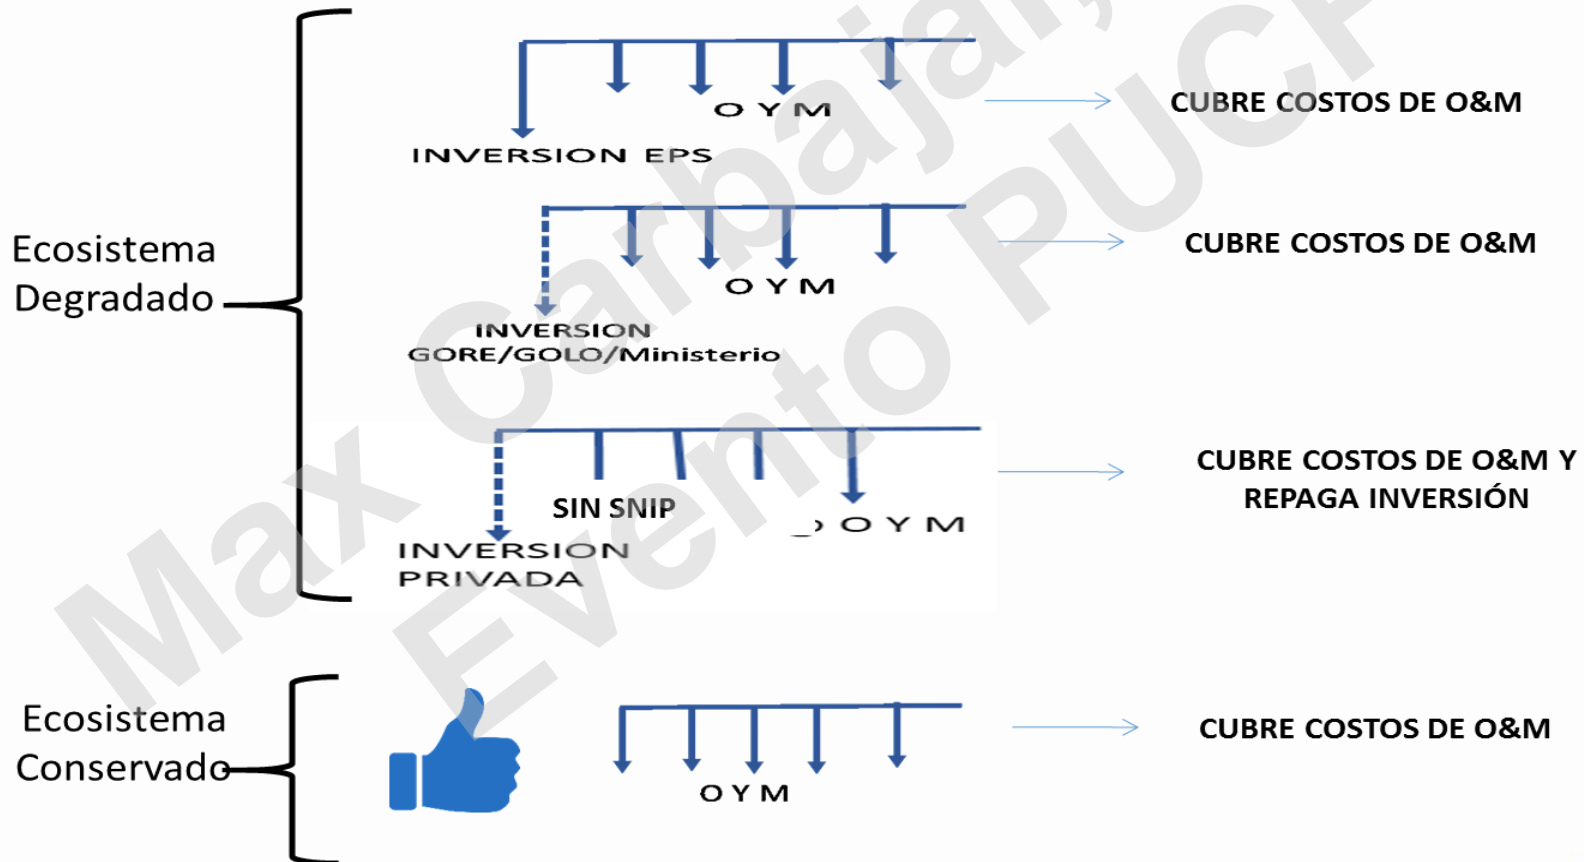 O Y M
CUBRE COSTOS DE O&M
INVERSION EPS
Ecosistema
Degradado
CUBRE COSTOS DE O&M
O Y M
INVERSION
GORE/GOLO/Ministerio
CUBRE COSTOS DE O&M Y
REPAGA INVERSIÓN
SIN SNIP
O Y M
INVERSION
PRIVADA
Ecosistema
Conservado
O Y M
CUBRE COSTOS DE O&M
Max Carbajal,
Evento PUCP